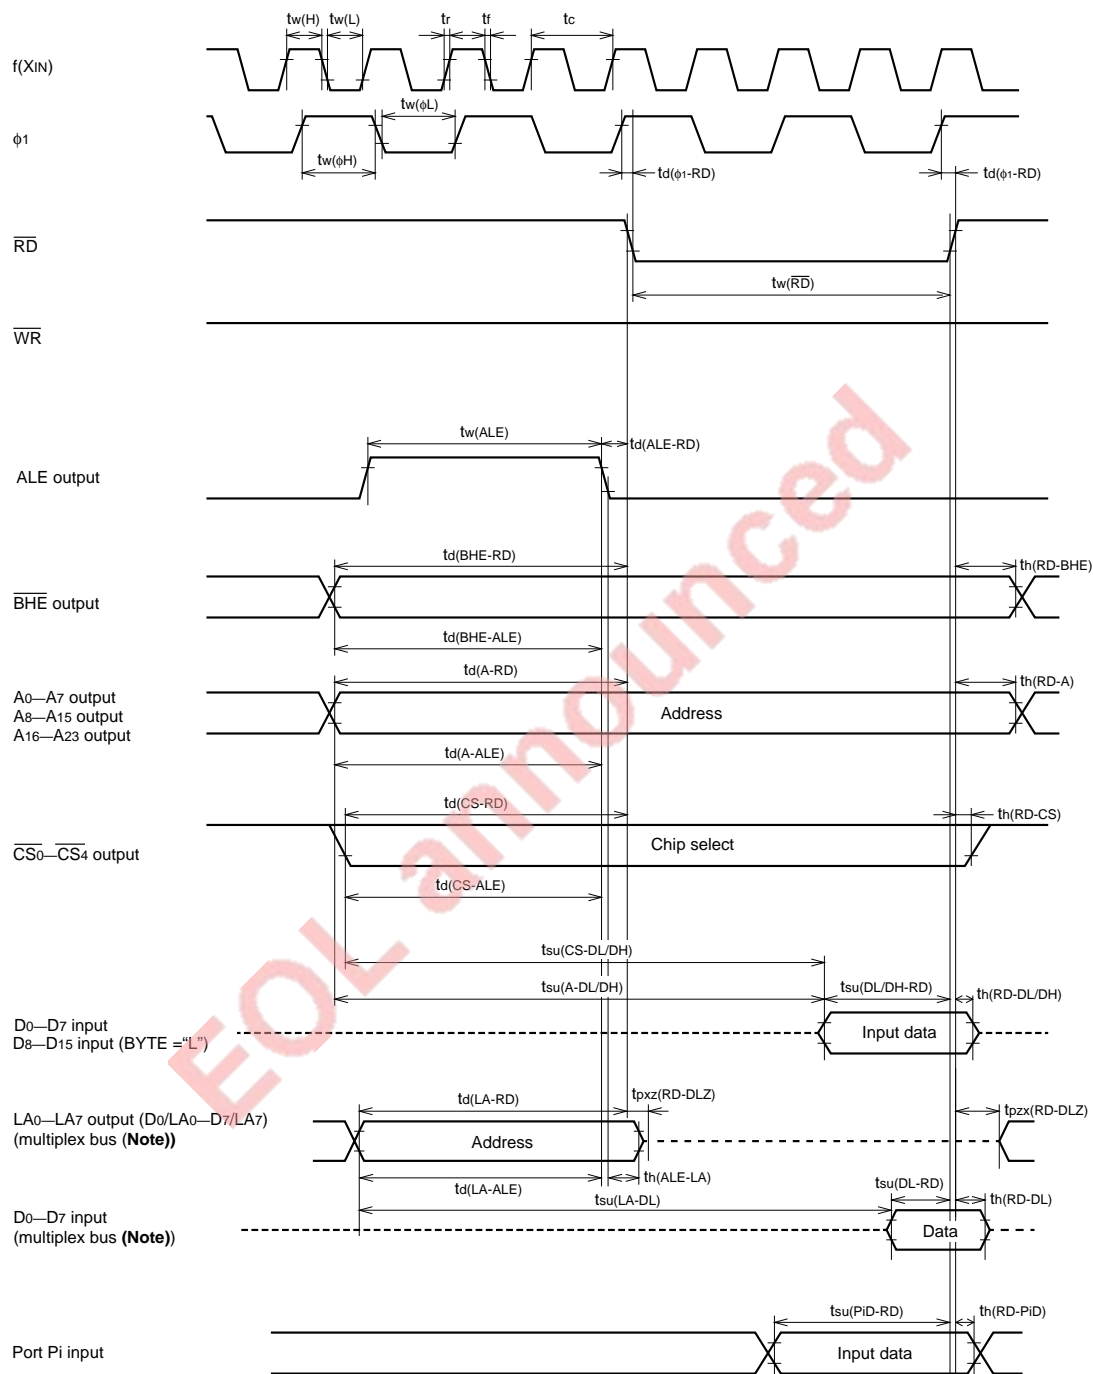 tw(H) tw(L) tr tf tc
f(XIN)
tw(ϕL)
ϕ1
tw(ϕH) td(ϕ1-RD) td(ϕ1-RD)
RD
tw(RD)
WR
tw(ALE)
td(ALE-RD)
ALE output
td(BHE-RD) th(RD-BHE)
BHE output
td(BHE-ALE)
td(A-RD) th(RD-A)
A0—A7 output
A8—A15 output Address
A16—A23 output
td(A-ALE)
td(CS-RD) th(RD-CS)
CS0—CS4 output Chip select
td(CS-ALE)
tsu(CS-DL/DH)
tsu(A-DL/DH) tsu(DL/DH-RD) th(RD-DL/DH)
D0—D7 input Input data
D8—D15 input (BYTE =“L”)
td(LA-RD) tpxz(RD-DLZ) tpzx(RD-DLZ)
LA0—LA7 output (D0/LA0—D7/LA7)
(multiplex bus (Note)) Address
td(LA-ALE) th(ALE-LA)
tsu(LA-DL) tsu(DL-RD) th(RD-DL)
D0—D7 input
(multiplex bus (Note)) Data
tsu(PiD-RD) th(RD-PiD)
Port Pi input Input data
EOL announced